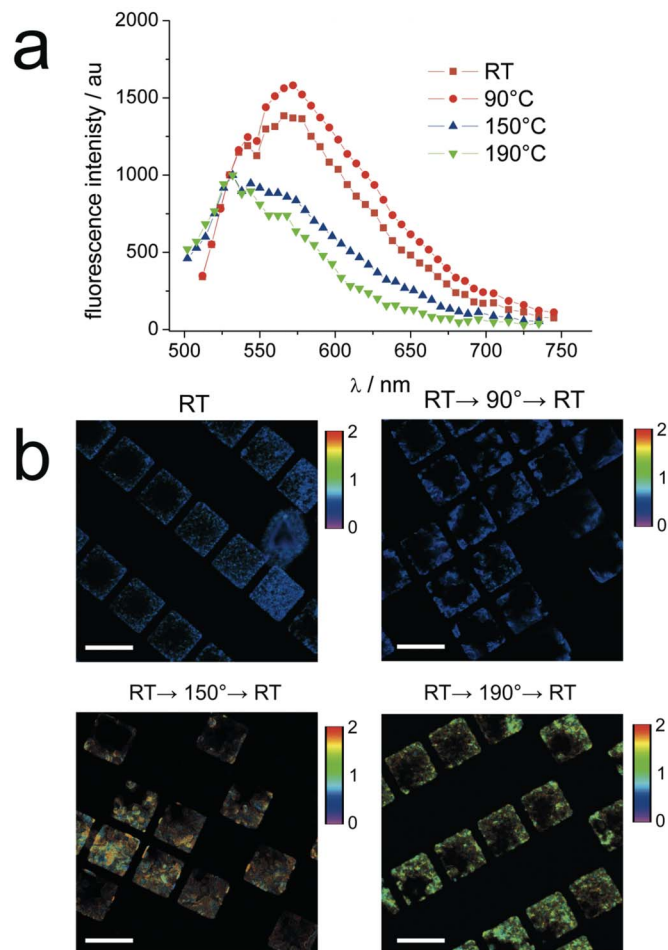 a
2000
1500
1000
500
0
fluorescence intenisty / au
RT
90°C
150°C
190°C
500 550 600 650 700 750
λ / nm
b
RT
2
1
0
RT→ 90°→ RT
2
1
0
RT→ 150°→ RT
2
1
0
RT→ 190°→ RT
2
1
0